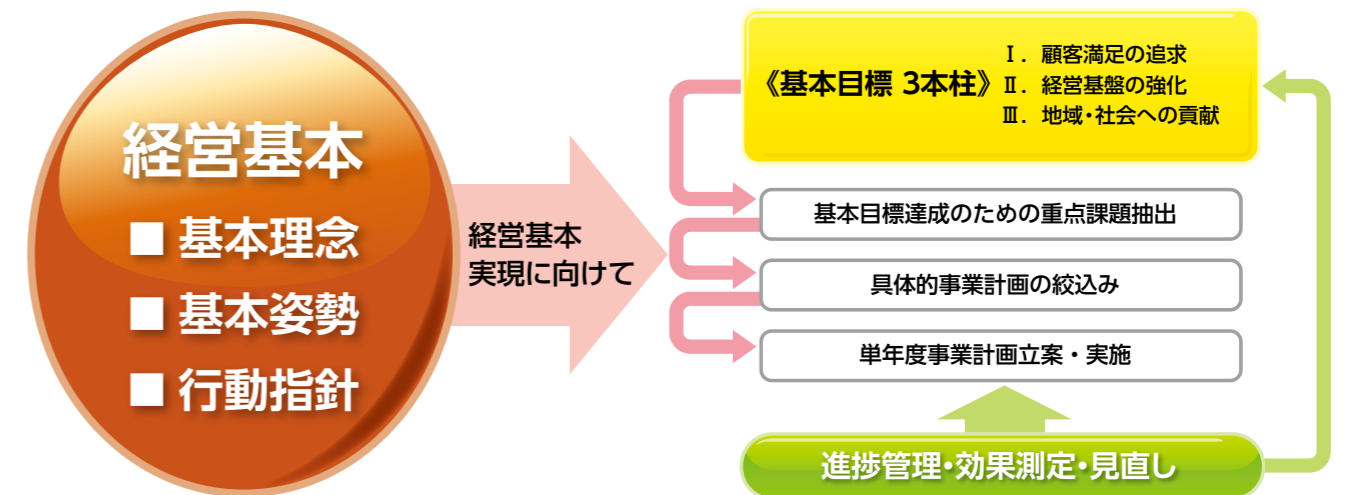 経営基本
■ 基本理念
■ 基本姿勢
■ 行動指針
経営基本
実現に向けて
《基本目標 3本柱》
Ⅰ. 顧客満足の追求
Ⅱ. 経営基盤の強化
Ⅲ. 地域・社会への貢献
基本目標達成のための重点課題抽出
具体的事業計画の絞込み
単年度事業計画立案・実施
進捗管理・効果測定・見直し